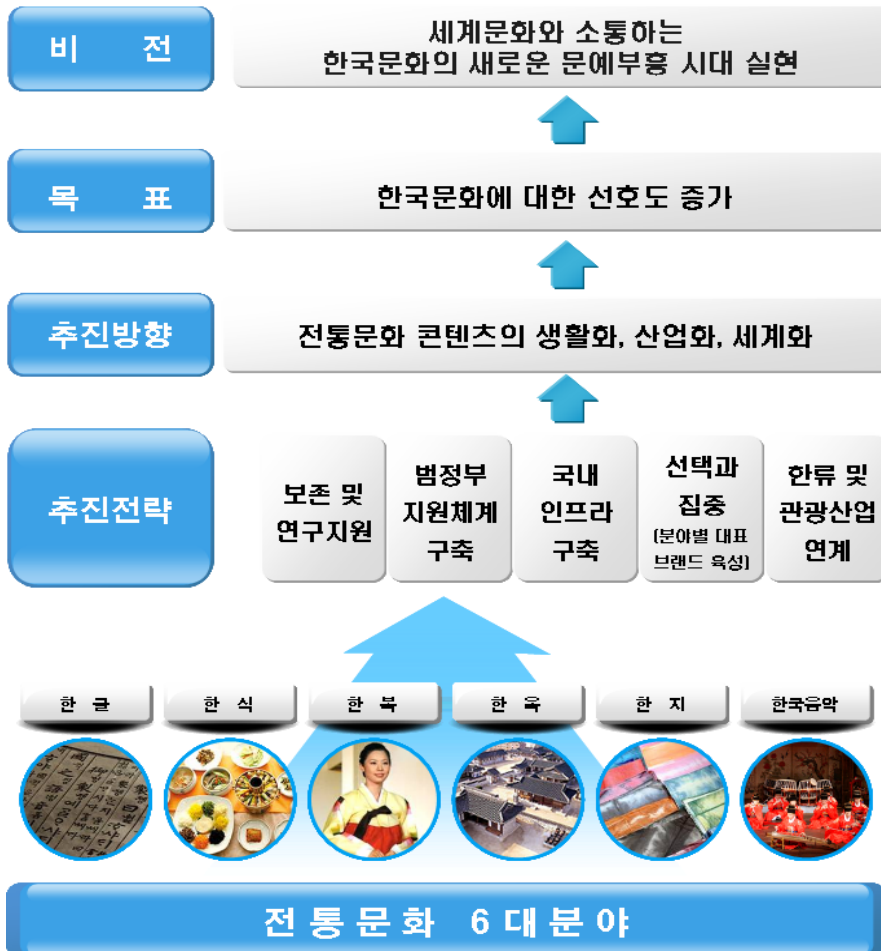 비 전
세계문화와 소통하는
한국문화의 새로운 문예부흥 시대 실현
목 표
한국문화에 대한 선호도 증가
추진방향
전통문화 콘텐츠의 생활화, 산업화, 세계화
추진전략
보존 및
연구지원
범정부
지원체계
구축
국내
인프라
구축
선택과
집중
(분야별 대표
브랜드 육성)
한류 및
관광산업
연계
한 글
한 식
한 복
한 옥
한 지
한국음악
전통문화 6대분야